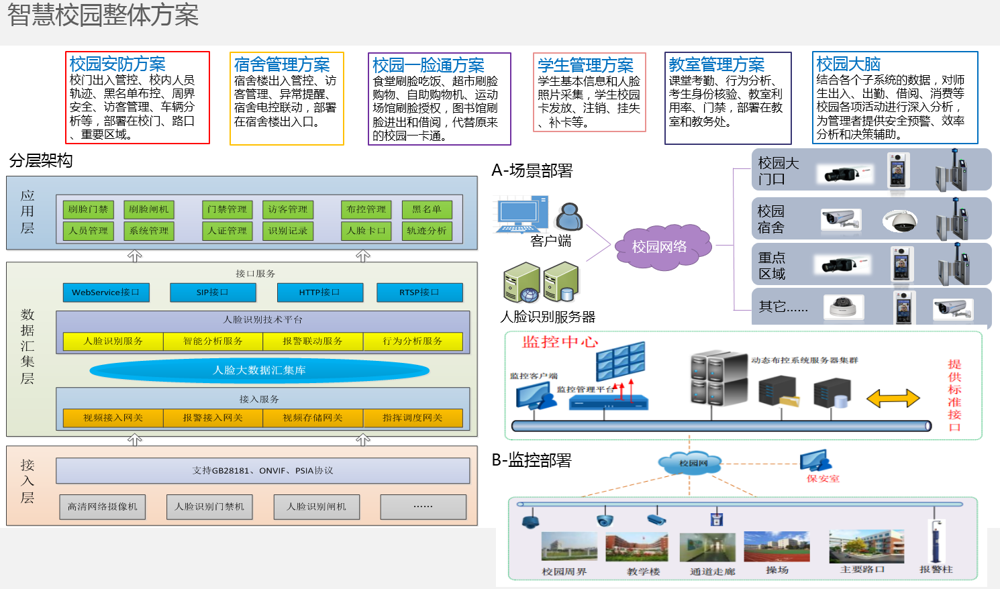 智慧校园整体方案
校园安防方案
校门出入管控、校内人员
轨迹、黑名单布控、周界
安全、访客管理、车辆分
析等，部署在校门、路口
、重要区域。
宿舍管理方案
宿舍楼出入管控、访
客管理、异常提醒、
宿舍电控联动，部署
在宿舍楼出入口。
校园一脸通方案
食堂刷脸吃饭、超市刷脸
购物、自助购物机、运动
场馆刷脸授权，图书馆刷
脸进出和借阅，代替原来
的校园一卡通。
学生管理方案
学生基本信息和人脸
照片采集，学生校园
卡发放、注销、挂失
、补卡等。
教室管理方案
课堂考勤、行为分析、
考生身份核验、教室利
用率、门禁，部署在教
室和教务处。
校园大脑
结合各个子系统的数据，对师
生出入、出勤、借阅、消费等
校园各项活动进行深入分析，
为管理者提供安全预警、效率
分析和决策辅助。
分层架构
应用层
刷脸门禁 刷脸闸机 门禁管理 访客管理 布控管理 黑名单
人员管理 系统管理 人证管理 识别记录 人脸卡口 轨迹分析
数据汇集层
接口服务
WebService接口 SIP接口 HTTP接口 RTSP接口
人脸识别技术平台
人脸识别服务 智能分析服务 报警联动服务 行为分析服务
人脸大数据汇集库
接入服务
视频接入网关 报警接入网关 视频存储网关 指挥调度网关
接入层
支持GB28181、ONVIF、PSIA协议
高清网络摄像机 人脸识别门禁机 人脸识别闸机 ……
A-场景部署
客户端
人脸识别服务器
校园网络
校园大
门口
校园
宿舍
重点
区域
其它……
监控中心
监控客户端
监控管理平台
动态布控系统服务器集群
提供标准接口
B-监控部署
校园网
保安室
校园周界 教学楼 通道走廊 操场 主要路口 报警柱